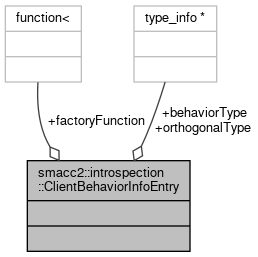 function<
type_info *
+factoryFunction
+behaviorType
+orthogonalType
smacc2::introspection
::ClientBehaviorInfoEntry